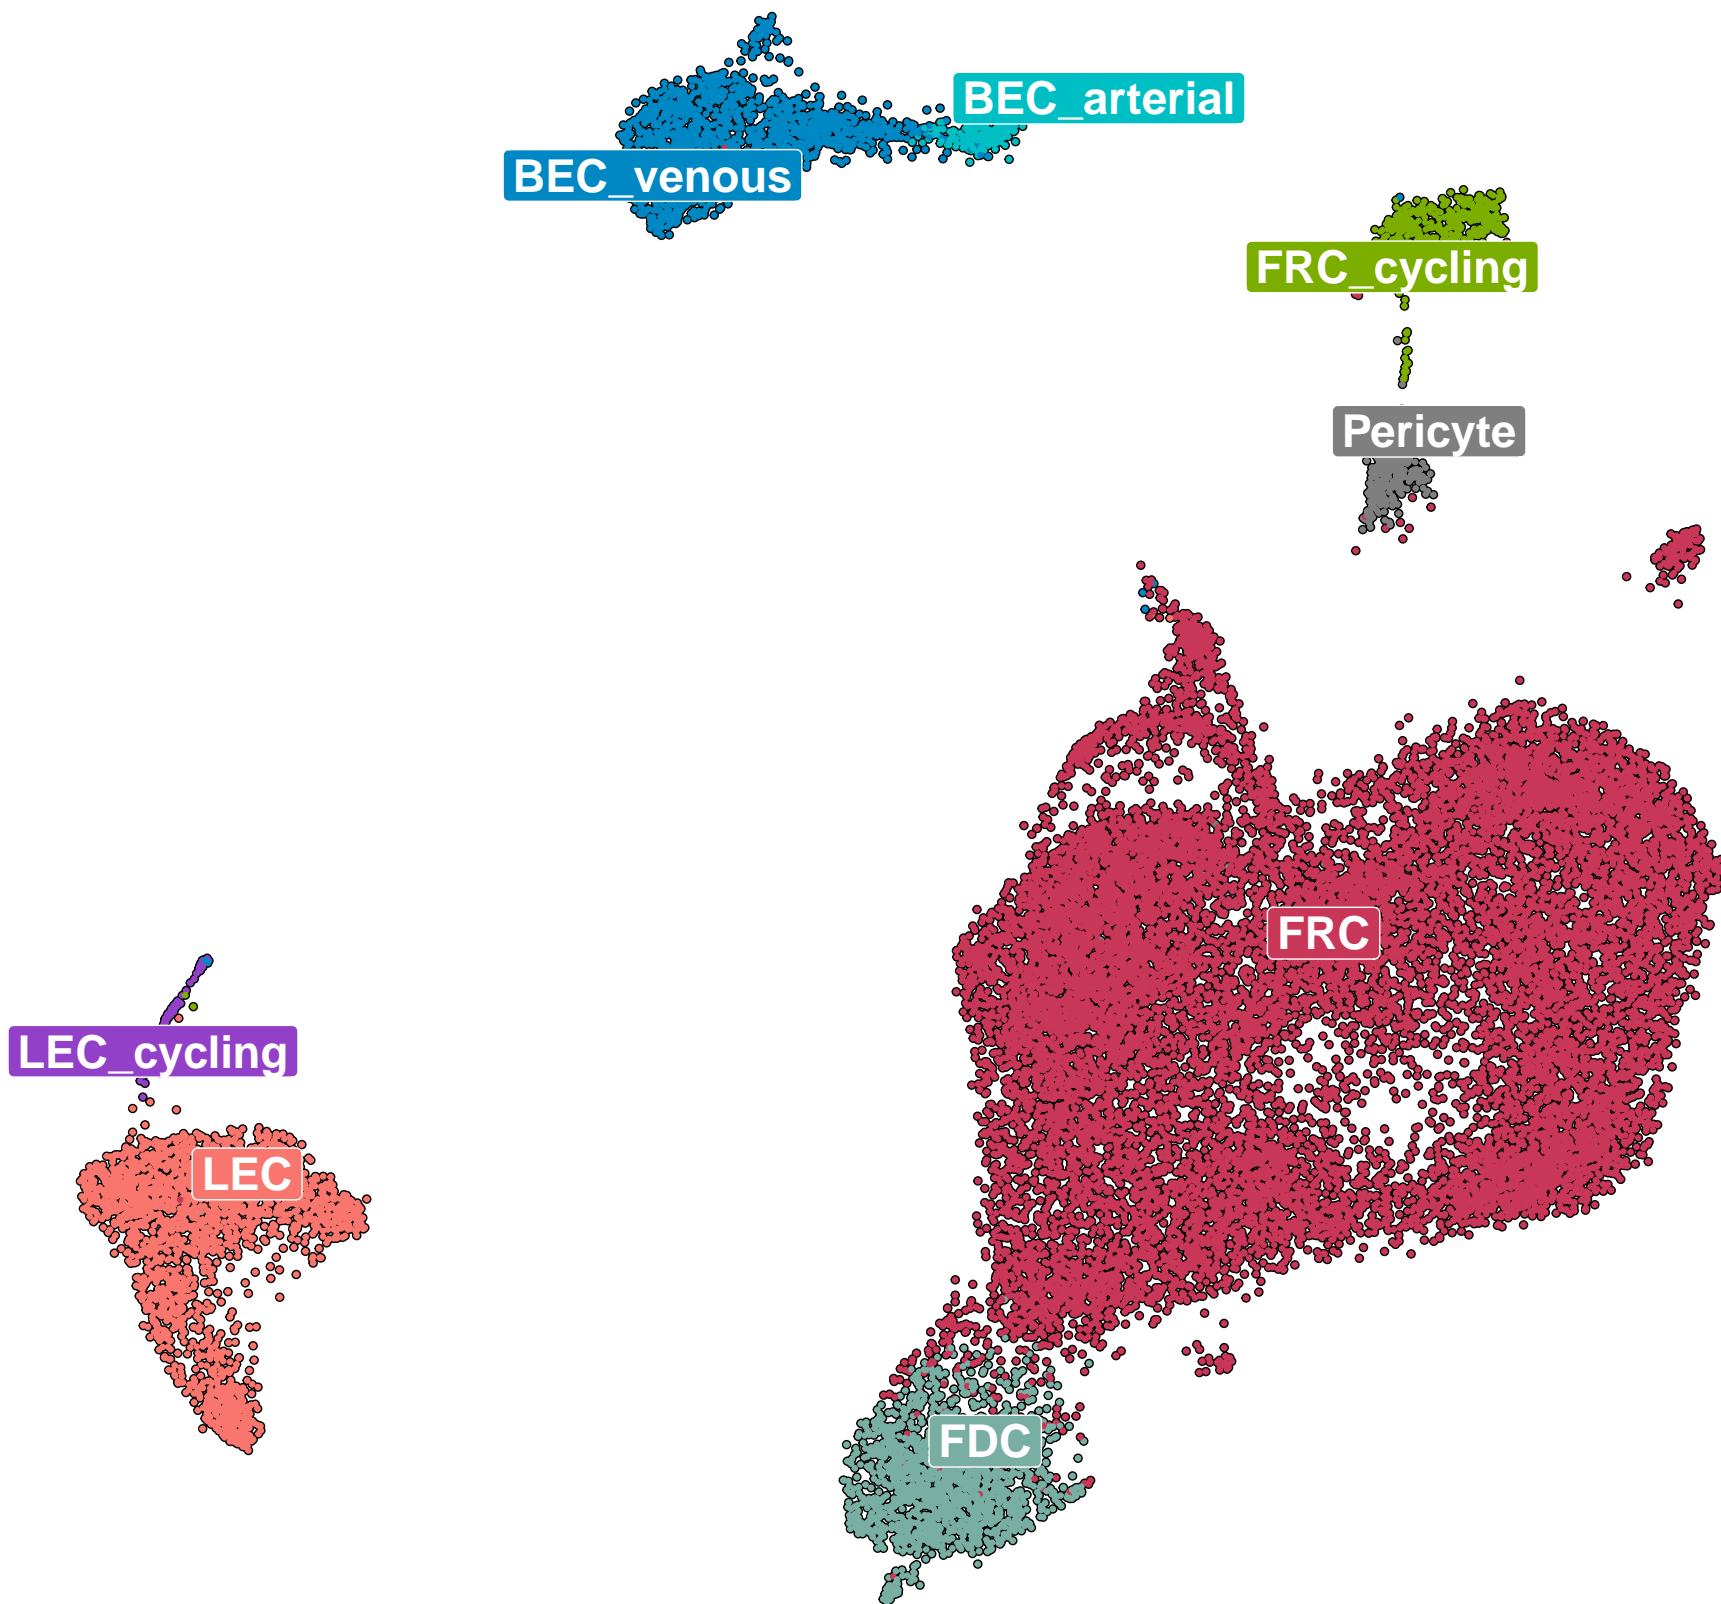 BEC_arterial
BEC_venous
FRC_cycling
Pericyte
FRC
LEC_cycling
LEC
FDC